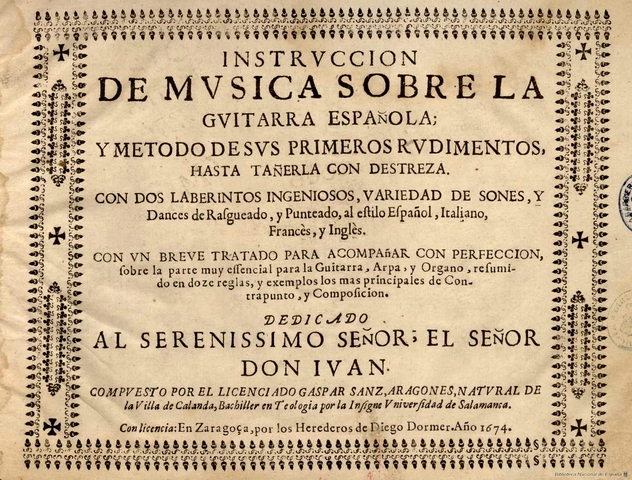 INSTRVCCION
DE MVSICA SOBRE LA
GVITARRA ESPAÑOLA;
Y METODO DE SVS PRIMEROS RVDIMENTOS,
HASTA TAÑERLA CON DESTREZA.
CON DOS LABERINTOS INGENIOSOS, VARIEDAD DE SONES, Y
Dances de Rasgueado, y Punteado, al estilo Español, Italiano,
Francès, y Inglès.
CON VN BREVE TRATADO PARA ACOMPAÑAR CON PERFECCION,
sobre la parte muy essencial para la Guitarra, Arpa, y Organo, resumi-
do en doze reglas, y exemplos los mas principales de Con-
trapunto, y Composicion.
DEDICADO
AL SERENISSIMO SEÑOR; EL SEÑOR
DON IVAN.
COMPVESTO POR EL LICENCIADO GASPAR SANZ, ARAGONES, NATVRAL DE
la Villa de Calanda, Bachiller en Teologia por la Insigne Vniversidad de Salamanca.
Con licencia: En Zaragoça, por los Herederos de Diego Dormer. Año 1674.
Biblioteca Nacional de España